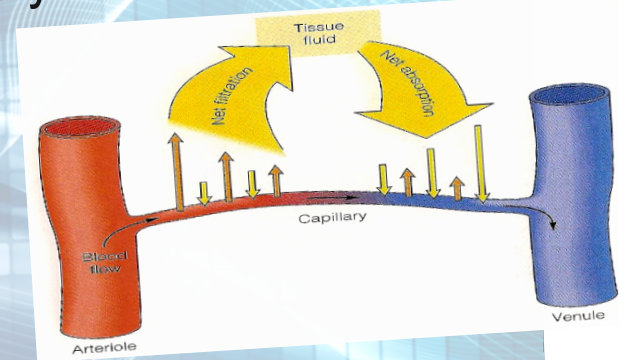 y
Tissue
fluid
Net filtration
Net absorption
Capillary
Blood
flow
Venule
Arteriole